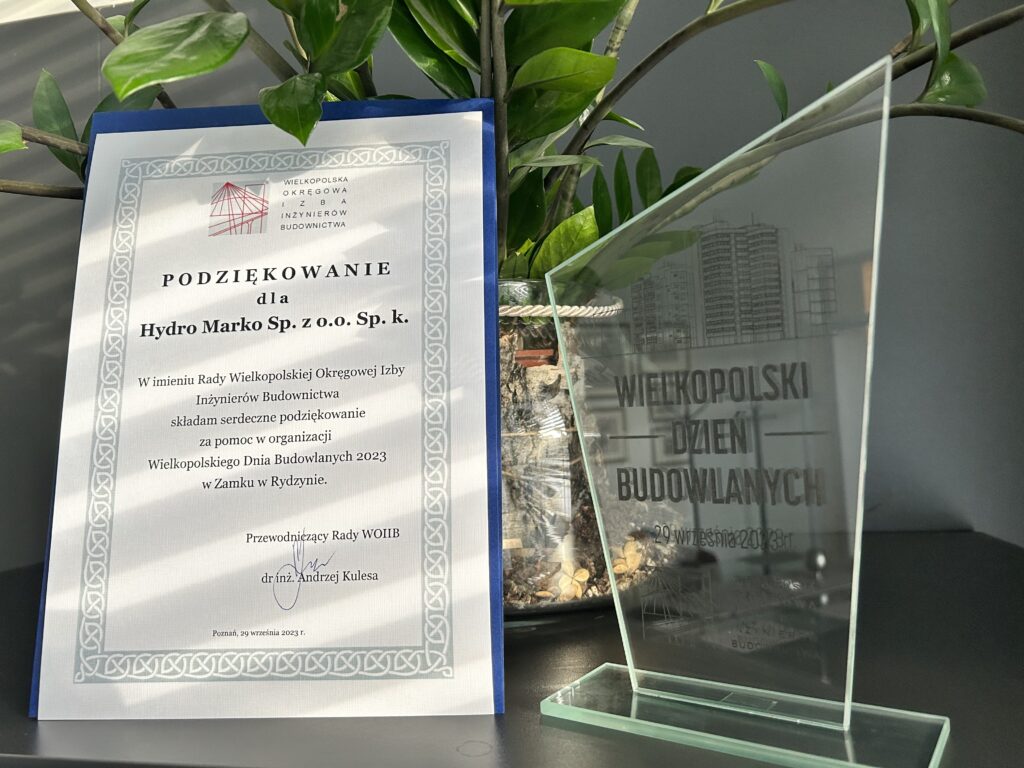 WIELKOPOLSKA
OKRĘGOWA
IZBA
INŻYNIERÓW
BUDOWNICTWA
PODZIĘKOWANIE
dla
Hydro Marko Sp. z o.o. Sp. k.
W imieniu Rady Wielkopolskiej Okręgowej Izby
Inżynierów Budownictwa
składam serdeczne podziękowanie
za pomoc w organizacji
Wielkopolskiego Dnia Budowlanych 2023
w Zamku w Rydzynie.
Przewodniczący Rady WOIIB
dr inż. Andrzej Kulesa
Poznań, 29 września 2023 r.
WIELKOPOLSKI
DZIEŃ
BUDOWLANYCH
29 września 2023 r.